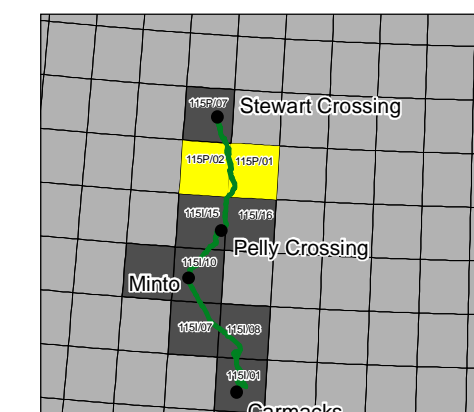 115P/07
Stewart Crossing
115P/02
115P/01
115I/15
115I/16
Pelly Crossing
115I/10
Minto
115I/07
115I/08
115I/01
Carmacks